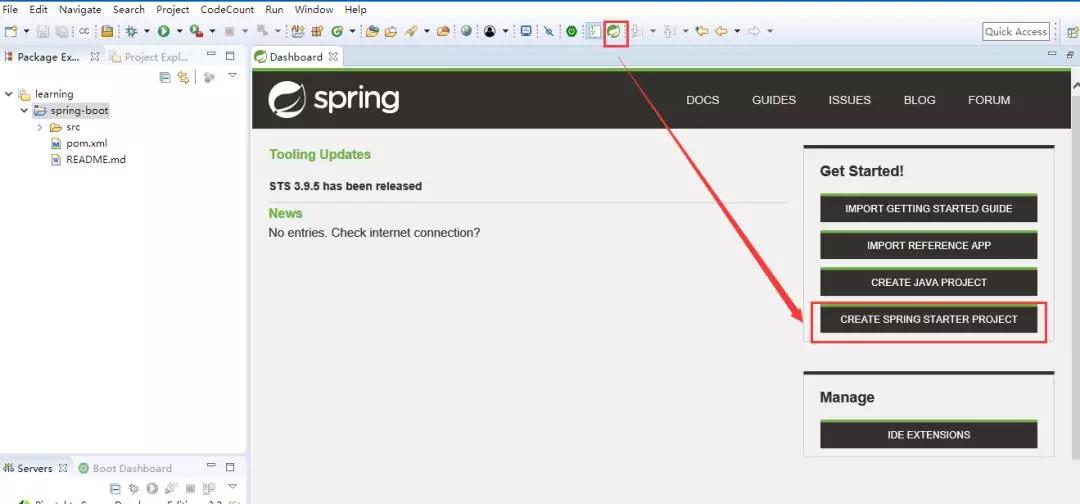 File Edit Navigate Search Project CodeCount Run Window Help
Quick Access
Package Ex... Project Expl...
Dashboard
learning
spring-boot
src
pom.xml
README.md
spring
DOCS GUIDES ISSUES BLOG FORUM
Tooling Updates
STS 3.9.5 has been released
News
No entries. Check internet connection?
Get Started!
IMPORT GETTING STARTED GUIDE
IMPORT REFERENCE APP
CREATE JAVA PROJECT
CREATE SPRING STARTER PROJECT
Manage
IDE EXTENSIONS
Servers Boot Dashboard